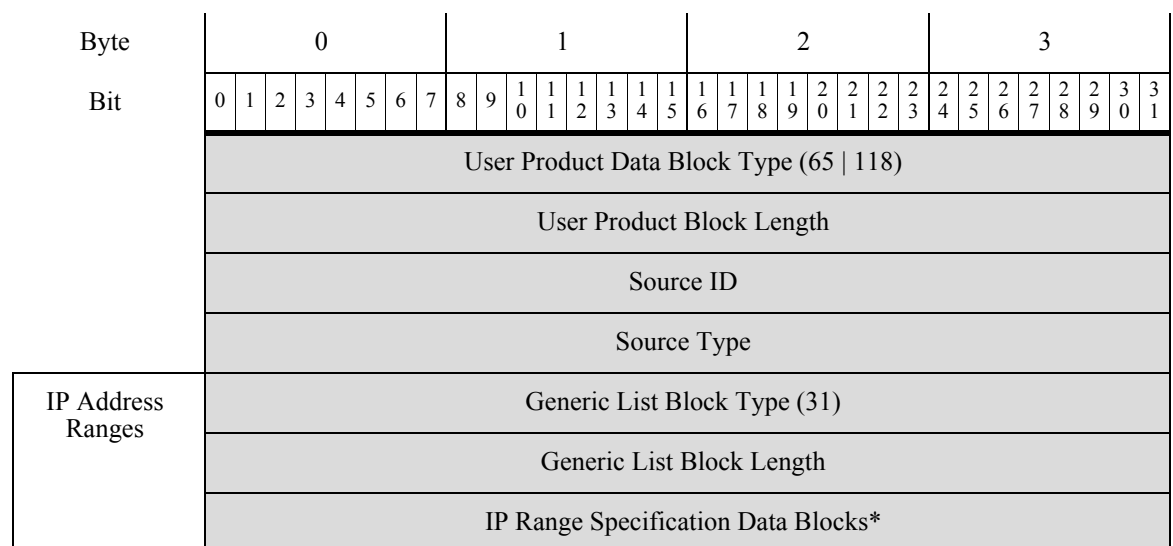 Byte 0 1 2 3
Bit 0 1 2 3 4 5 6 7 8 9 10 11 12 13 14 15 16 17 18 19 20 21 22 23 24 25 26 27 28 29 30 31
User Product Data Block Type (65 | 118)
User Product Block Length
Source ID
Source Type
IP Address Ranges
Generic List Block Type (31)
Generic List Block Length
IP Range Specification Data Blocks*